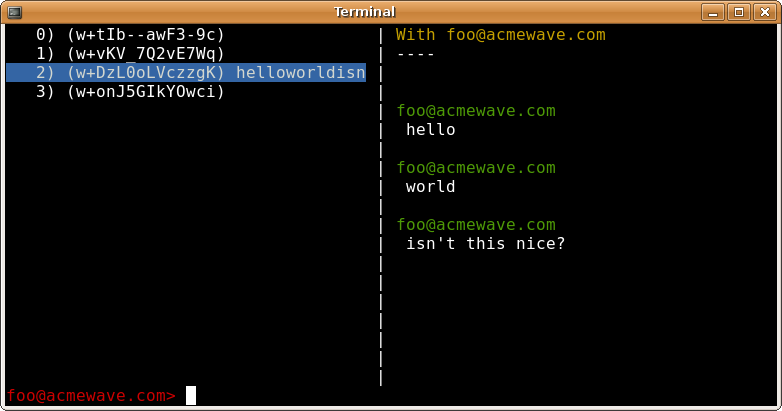 Terminal
0) (w+tIb--awF3-9c)
1) (w+vKV_7Q2vE7Wq)
2) (w+DzL0oLVczzgK) helloworldisn
3) (w+onJ5GIkYOwci)
With foo@acmewave.com
----
foo@acmewave.com
hello
foo@acmewave.com
world
foo@acmewave.com
isn't this nice?
foo@acmewave.com>